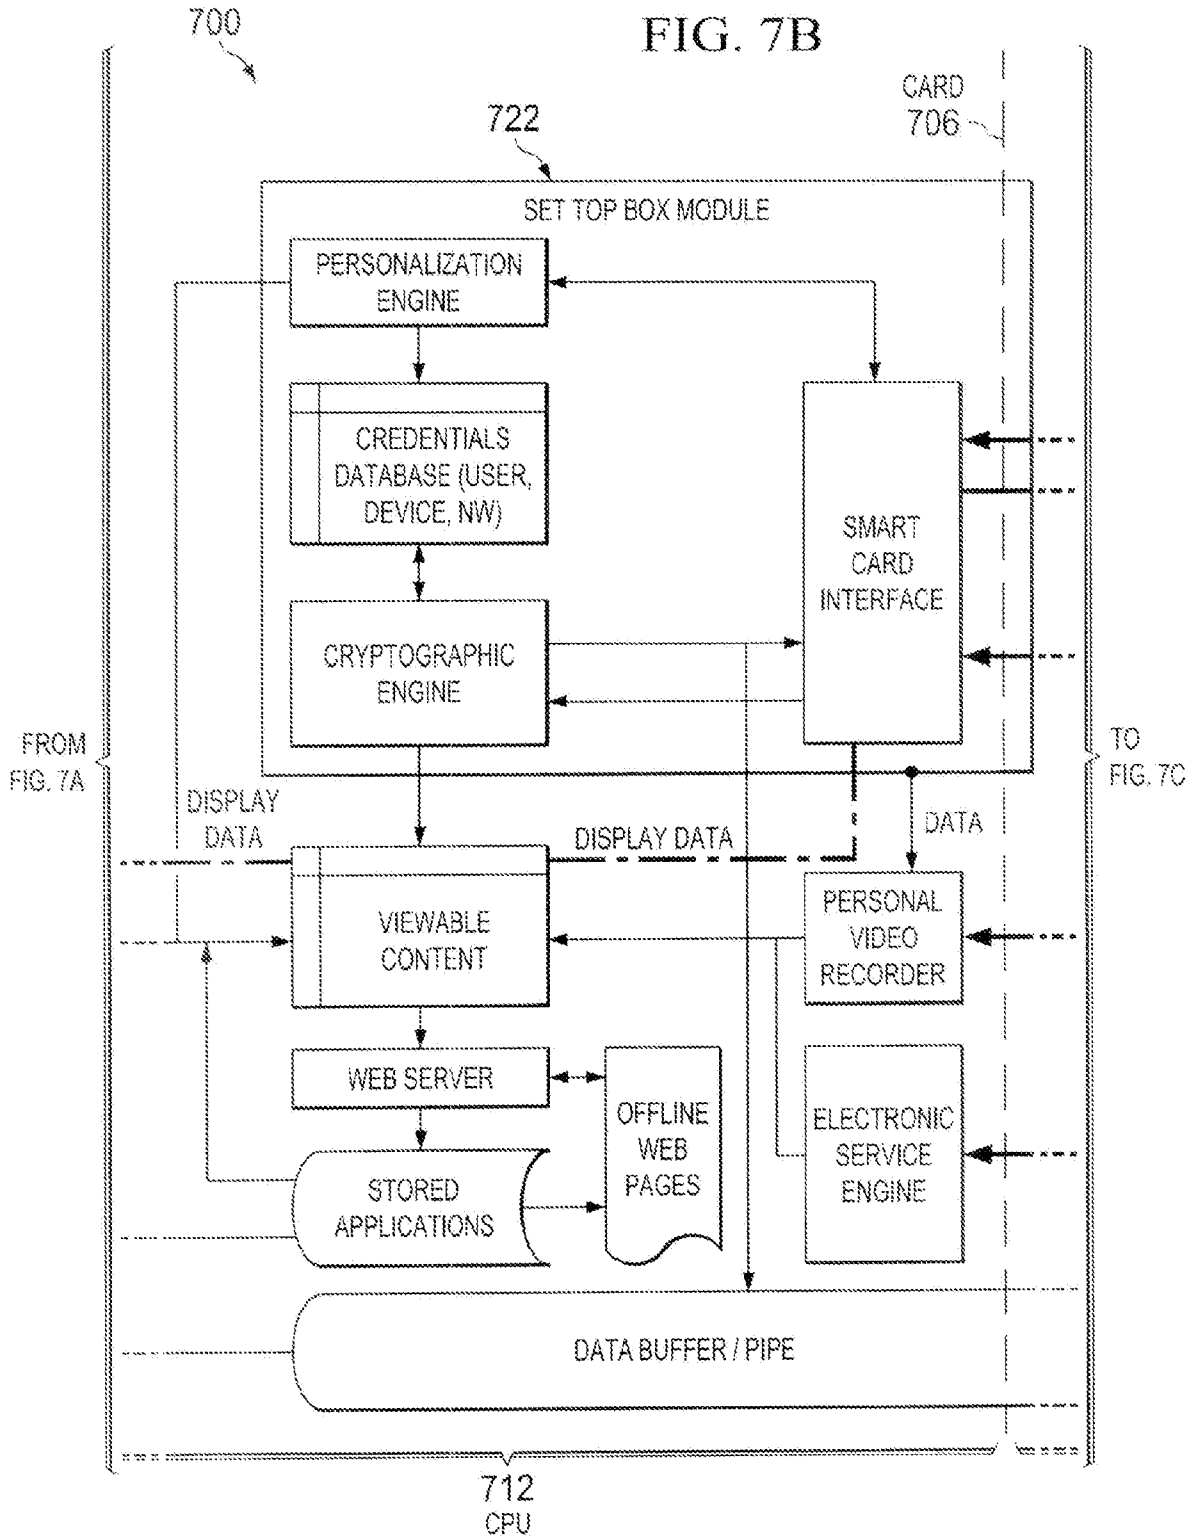 700
FIG. 7B
CARD
706
722
SET TOP BOX MODULE
PERSONALIZATION
ENGINE
CREDENTIALS
DATABASE (USER,
DEVICE, NW)
SMART
CARD
INTERFACE
CRYPTOGRAPHIC
ENGINE
FROM
FIG. 7A
TO
FIG. 7C
DISPLAY
DATA
DISPLAY DATA
DATA
VIEWABLE
CONTENT
PERSONAL
VIDEO
RECORDER
WEB SERVER
OFFLINE
WEB
PAGES
ELECTRONIC
SERVICE
ENGINE
STORED
APPLICATIONS
DATA BUFFER / PIPE
712
CPU